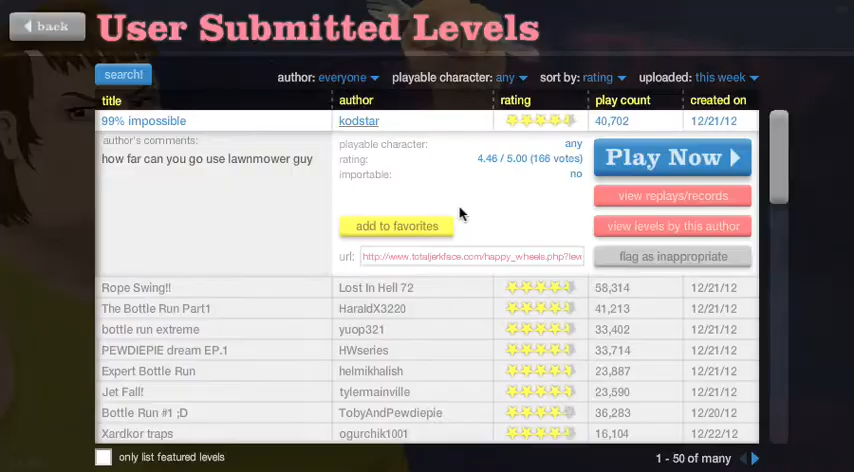 back
User Submitted Levels
search!
author: everyone playable character: any sort by: rating uploaded: this week
title author rating play count created on
99% impossible kodstar 40,702 12/21/12
author's comments:
how far can you go use lawnmower guy
playable character: any
rating: 4.46 / 5.00 (166 votes)
importable: no
add to favorites
url: http://www.totaljerkface.com/happy_wheels.php?lev
Play Now
view replays/records
view levels by this author
flag as inappropriate
Rope Swing!! Lost In Hell 72 58,314 12/21/12
The Bottle Run Part1 HaraldX3220 41,213 12/21/12
bottle run extreme yuop321 33,402 12/21/12
PEWDIEPIE dream EP.1 HWseries 33,714 12/21/12
Expert Bottle Run helmikhalish 23,887 12/21/12
Jet Fall! tylermainville 23,590 12/21/12
Bottle Run #1 ;D TobyAndPewdiepie 36,283 12/20/12
Xardkor traps ogurchik1001 16,104 12/22/12
only list featured levels
1 - 50 of many